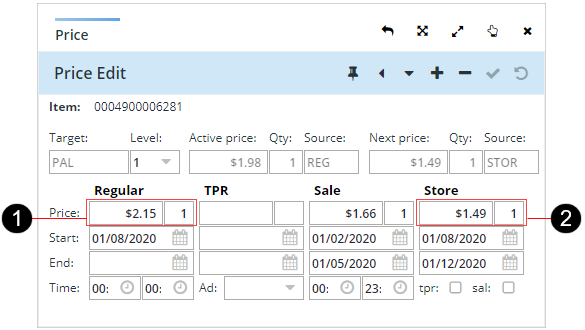 Price
Price Edit
Item: 0004900006281
Target: Level: Active price: Qty: Source: Next price: Qty: Source:
PAL 1 $1.98 1 REG $1.49 1 STOR
Regular TPR Sale Store
1 Price: $2.15 1 $1.66 1 $1.49 1 2
Start: 01/08/2020 01/02/2020 01/08/2020
End: 01/05/2020 01/12/2020
Time: 00: 00: Ad: 00: 23: tpr: sal: